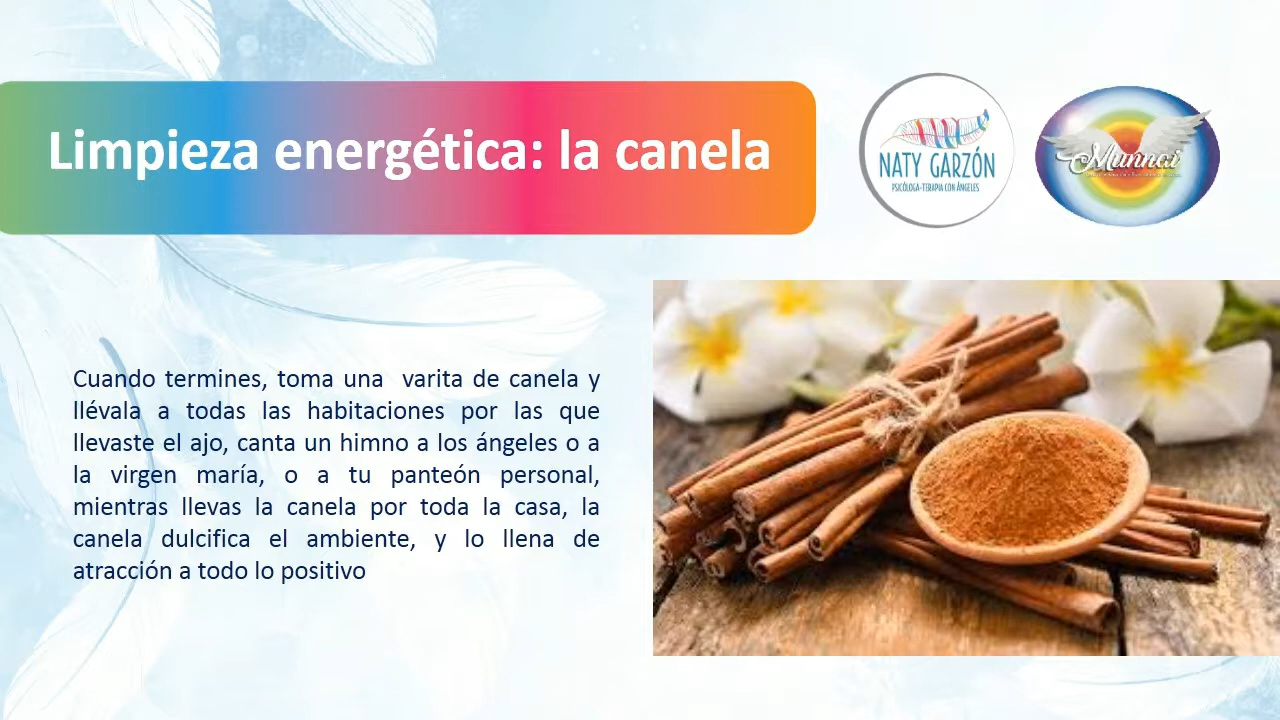 Limpieza energética: la canela
NATY GARZÓN
PSICÓLOGA-TERAPIA CON ÁNGELES
Munnai
Cuando termines, toma una varita de canela y
llévala a todas las habitaciones por las que
llevaste el ajo, canta un himno a los ángeles o a
la virgen maría, o a tu panteón personal,
mientras llevas la canela por toda la casa, la
canela dulcifica el ambiente, y lo llena de
atracción a todo lo positivo